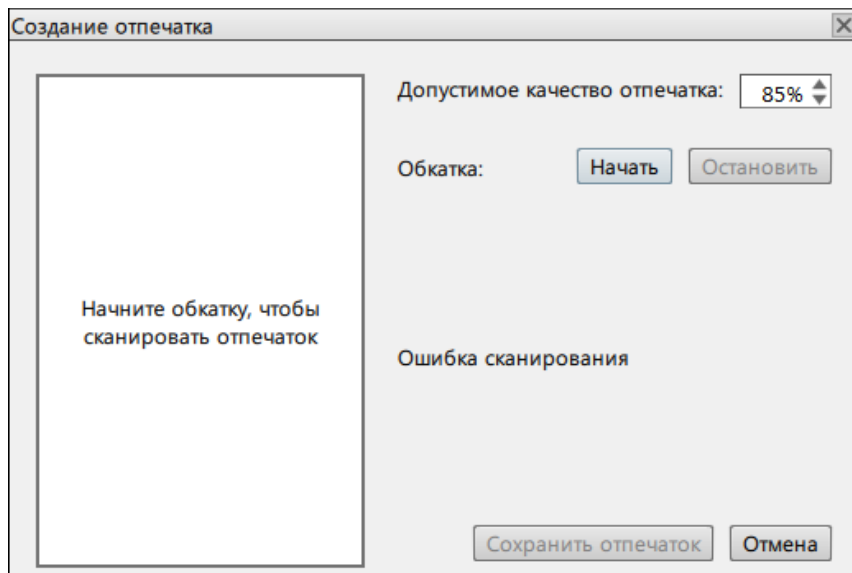 Создание отпечатка
Допустимое качество отпечатка: 85%
Обкатка: Начать Остановить
Начните обкатку, чтобы
сканировать отпечаток
Ошибка сканирования
Сохранить отпечаток Отмена